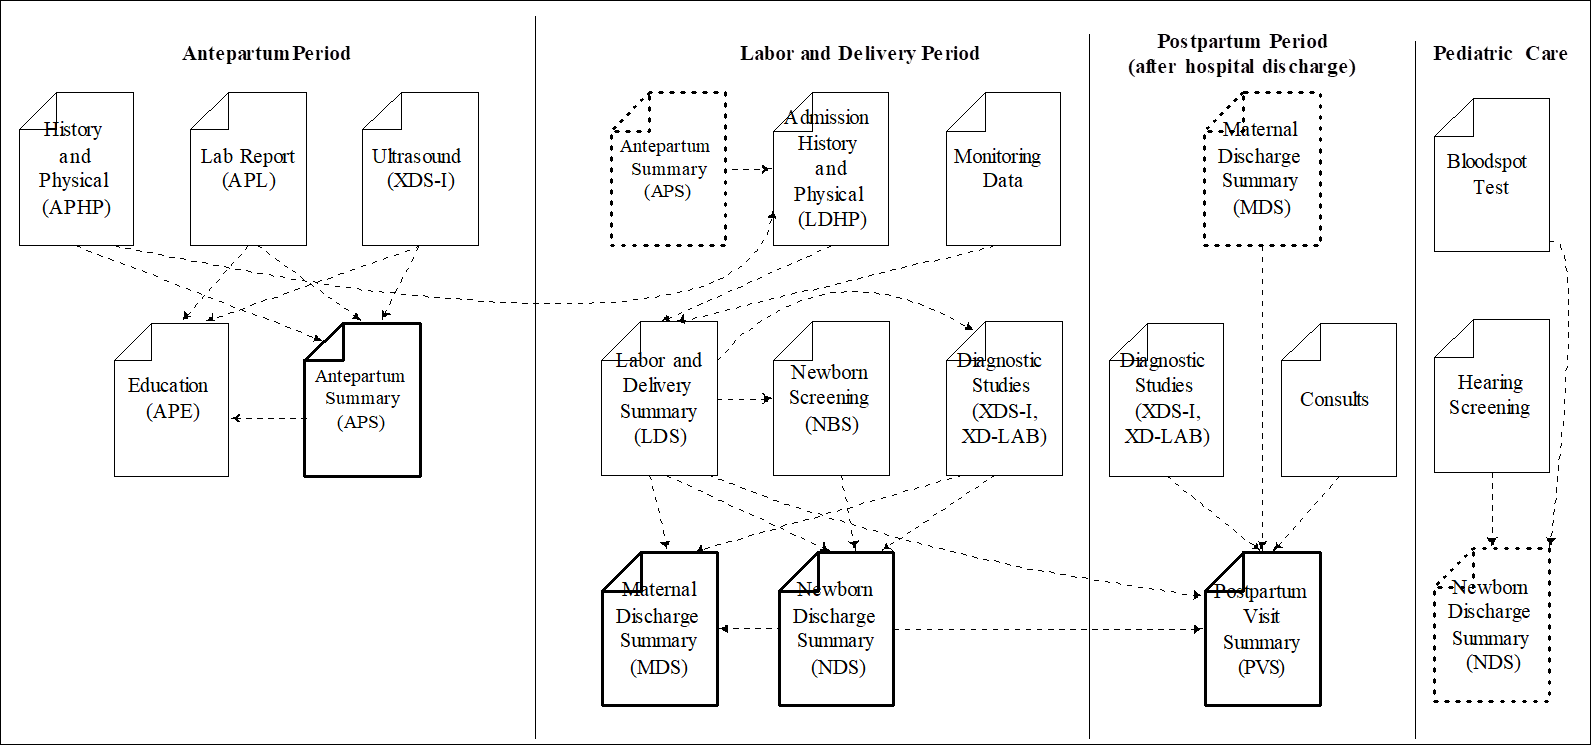 Antepartum Period
Labor and Delivery Period
Postpartum Period
(after hospital discharge)
Pediatric Care
History
and
Physical
(APHP)
Lab Report
(APL)
Ultrasound
(XDS-I)
Antepartum
Summary
(APS)
Admission
History
and
Physical
(LDHP)
Monitoring
Data
Maternal
Discharge
Summary
(MDS)
Bloodspot
Test
Education
(APE)
Antepartum
Summary
(APS)
Labor and
Delivery
Summary
(LDS)
Newborn
Screening
(NBS)
Diagnostic
Studies
(XDS-I,
XD-LAB)
Diagnostic
Studies
(XDS-I,
XD-LAB)
Consults
Hearing
Screening
Maternal
Discharge
Summary
(MDS)
Newborn
Discharge
Summary
(NDS)
Postpartum
Visit
Summary
(PVS)
Newborn
Discharge
Summary
(NDS)